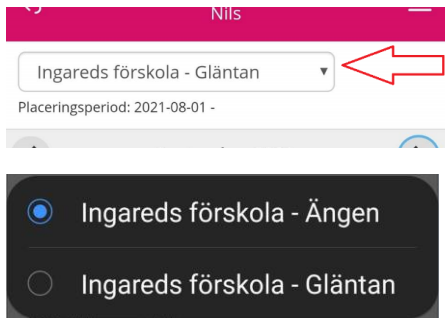 Nils
Ingareds förskola - Gläntan
Placeringsperiod: 2021-08-01 -
Ingareds förskola - Ängen
Ingareds förskola - Gläntan